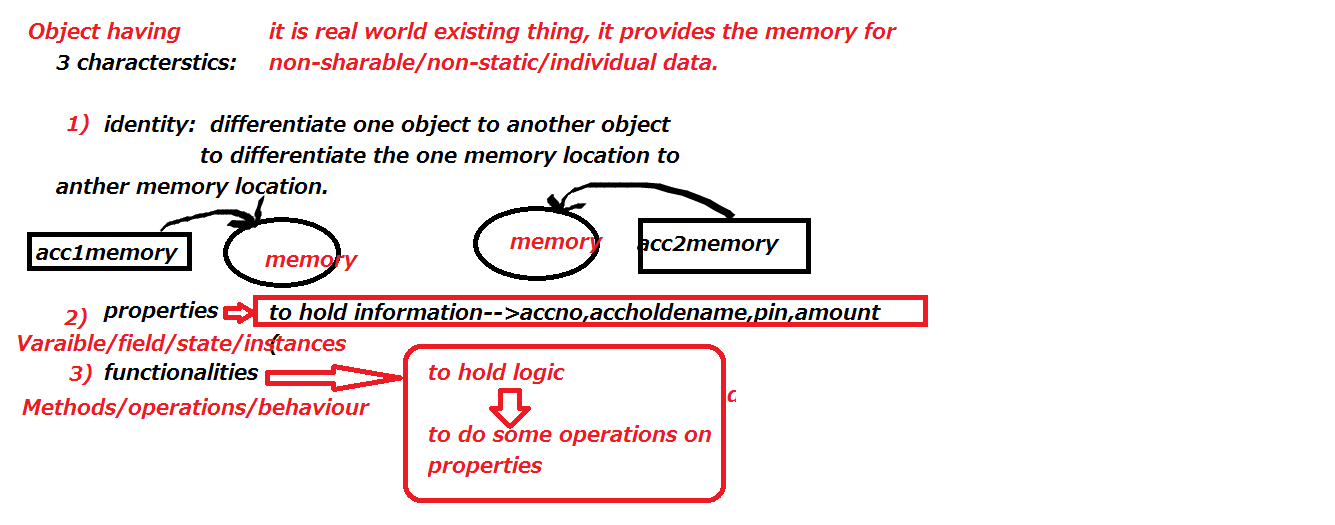 Object having it is real world existing thing, it provides the memory for
3 characterstics: non-sharable/non-static/individual data.
1) identity: differentiate one object to another object
to differentiate the one memory location to
anther memory location.
acc1memory memory memory acc2memory
2) properties to hold information-->accno,accholdename,pin,amount
Varaible/field/state/instances (
3) functionalities to hold logic
Methods/operations/behaviour
to do some operations on
properties